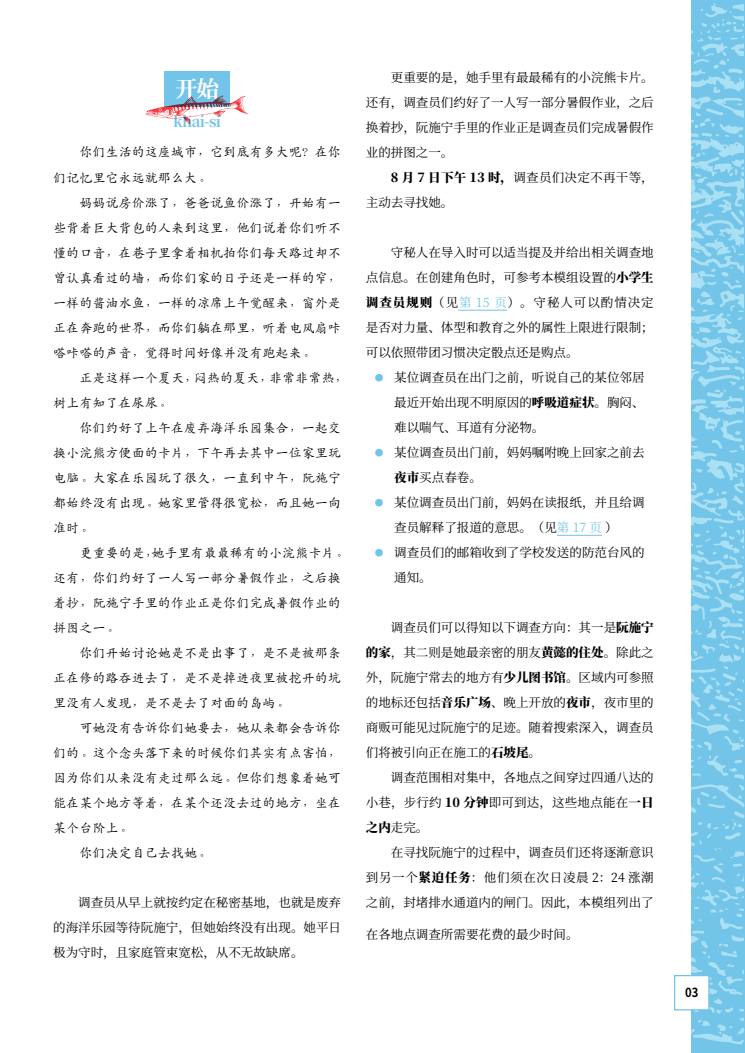 开始
khai-sí
你们生活的这座城市，它到底有多大呢？在你
们记忆里它永远就那么大。
妈妈说房价涨了，爸爸说鱼价涨了，开始有一
些背着巨大背包的人来到这里，他们说着你们听不
懂的口音，在巷子里拿着相机拍你们每天路过却不
曾认真看过的墙，而你们家的日子还是一样的窄，
一样的酱油水鱼，一样的凉席上午觉醒来，窗外是
正在奔跑的世界，而你们躺在那里，听着电风扇咔
嗒咔嗒的声音，觉得时间好像并没有跑起来。
正是这样一个夏天，闷热的夏天，非常非常热，
树上有知了在尿尿。
你们约好了上午在废弃海洋乐园集合，一起交
换小浣熊方便面的卡片，下午再去其中一位家里玩
电脑。大家在乐园玩了很久，一直到中午，阮施宁
都始终没有出现。她家里管得很宽松，而且她一向
准时。
更重要的是，她手里有最最稀有的小浣熊卡片。
还有，你们约好了一人写一部分暑假作业，之后换
着抄，阮施宁手里的作业正是你们完成暑假作业的
拼图之一。
你们开始讨论她是不是出事了，是不是被那条
正在修的路吞进去了，是不是掉进夜里被挖开的坑
里没有人发现，是不是去了对面的岛屿。
可她没有告诉你们她要去，她从来都会告诉你
们的。这个念头落下来的时候你们其实有点害怕，
因为你们从来没有走过那么远。但你们想象着她可
能在某个地方等着，在某个还没去过的地方，坐在
某个台阶上。
你们决定自己去找她。
调查员从早上就按约定在秘密基地，也就是废弃
的海洋乐园等待阮施宁，但她始终没有出现。她平日
极为守时，且家庭管束宽松，从不无故缺席。
更重要的是，她手里有最最稀有的小浣熊卡片。
还有，调查员们约好了一人写一部分暑假作业，之后
换着抄，阮施宁手里的作业正是调查员们完成暑假作
业的拼图之一。
8 月 7 日下午 13 时，调查员们决定不再干等，
主动去寻找她。
守秘人在导入时可以适当提及并给出相关调查地
点信息。在创建角色时，可参考本模组设置的小学生
调查员规则（见第 15 页）。守秘人可以酌情决定
是否对力量、体型和教育之外的属性上限进行限制；
可以依照带团习惯决定骰点还是购点。
● 某位调查员在出门之前，听说自己的某位邻居
最近开始出现不明原因的呼吸道症状。胸闷、
难以喘气、耳道有分泌物。
● 某位调查员出门前，妈妈嘱咐晚上回家之前去
夜市买点春卷。
● 某位调查员出门前，妈妈在读报纸，并且给调
查员解释了报道的意思。（见第 17 页 ）
● 调查员们的邮箱收到了学校发送的防范台风的
通知。
调查员们可以得知以下调查方向：其一是阮施宁
的家，其二则是她最亲密的朋友黄懿的住处。除此之
外，阮施宁常去的地方有少儿图书馆。区域内可参照
的地标还包括音乐广场、晚上开放的夜市，夜市里的
商贩可能见过阮施宁的足迹。随着搜索深入，调查员
们将被引向正在施工的石坡尾。
调查范围相对集中，各地点之间穿过四通八达的
小巷，步行约 10 分钟即可到达，这些地点能在一日
之内走完。
在寻找阮施宁的过程中，调查员们还将逐渐意识
到另一个紧迫任务：他们须在次日凌晨 2：24 涨潮
之前，封堵排水通道内的闸门。因此，本模组列出了
在各地点调查所需要花费的最少时间。
03